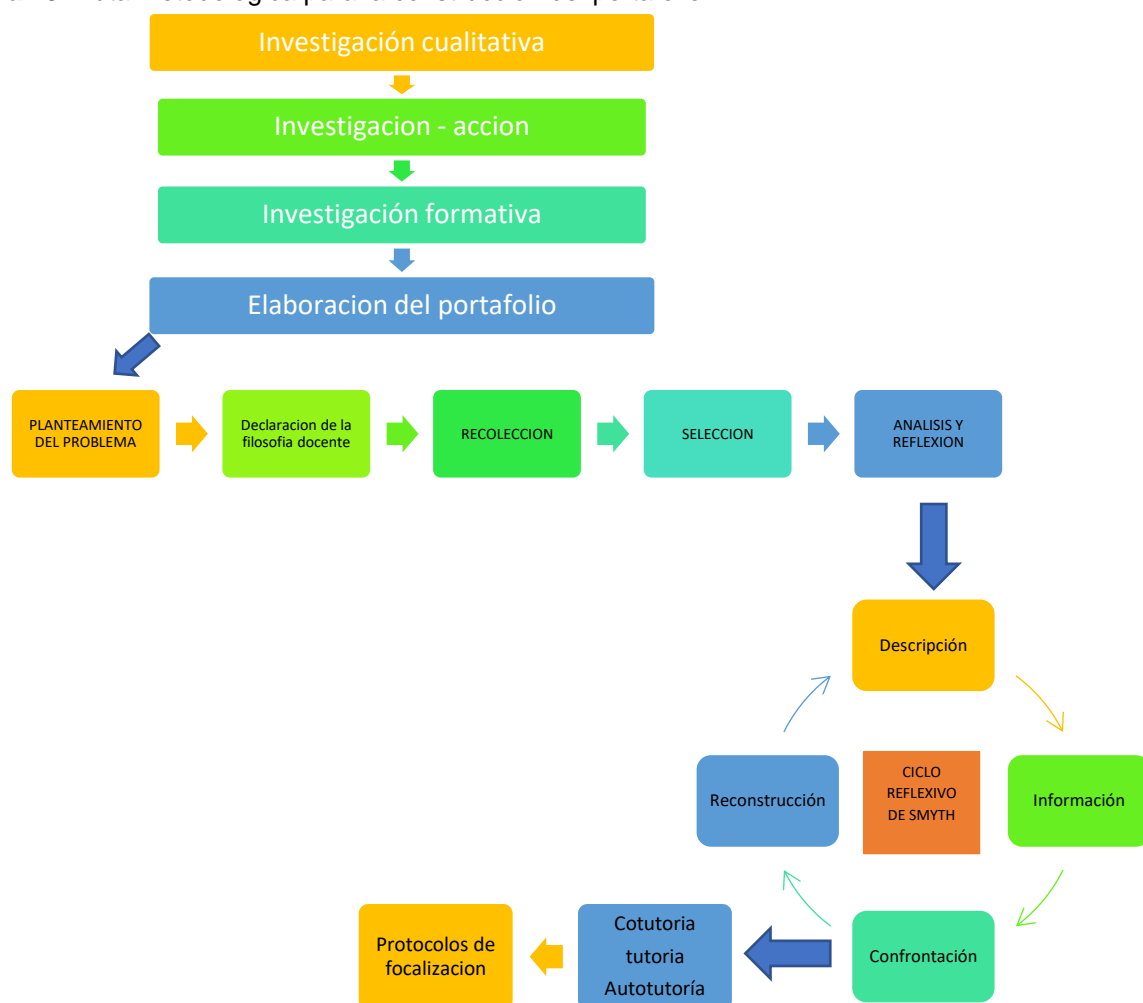 Investigación cualitativa
Investigacion - accion
Investigación formativa
Elaboracion del portafolio
PLANTEAMIENTO
DEL PROBLEMA
Declaracion de la
filosofia docente
RECOLECCION
SELECCION
ANALISIS Y
REFLEXION
Descripción
Reconstrucción
CICLO
REFLEXIVO
DE SMYTH
Información
Protocolos de
focalizacion
Cotutoria
tutoria
Autotutoría
Confrontación